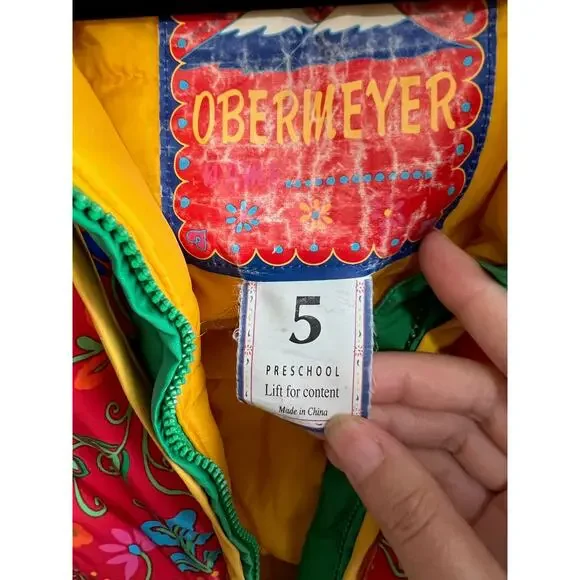 OBERMEYER
5
PRESCHOOL
Lift for content
Made in China